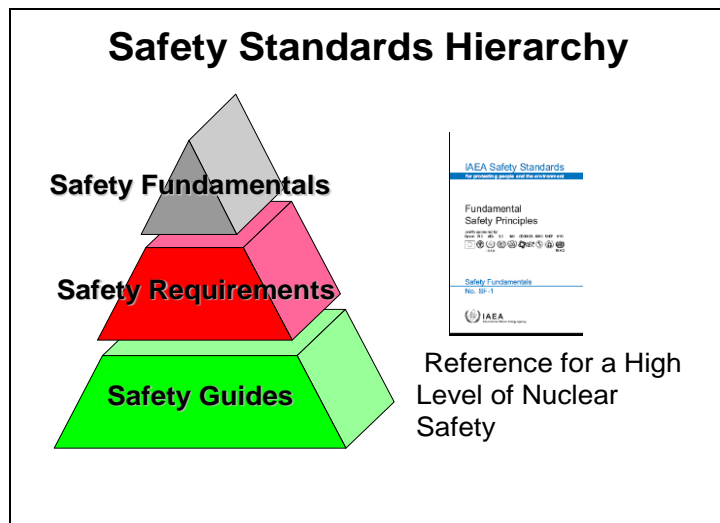 Safety Standards Hierarchy
Safety Fundamentals
Safety Requirements
Safety Guides
IAEA Safety Standards
for protecting people and the environment
Fundamental
Safety Principles
Safety Fundamentals
No. SF-1
IAEA
Reference for a High
Level of Nuclear
Safety